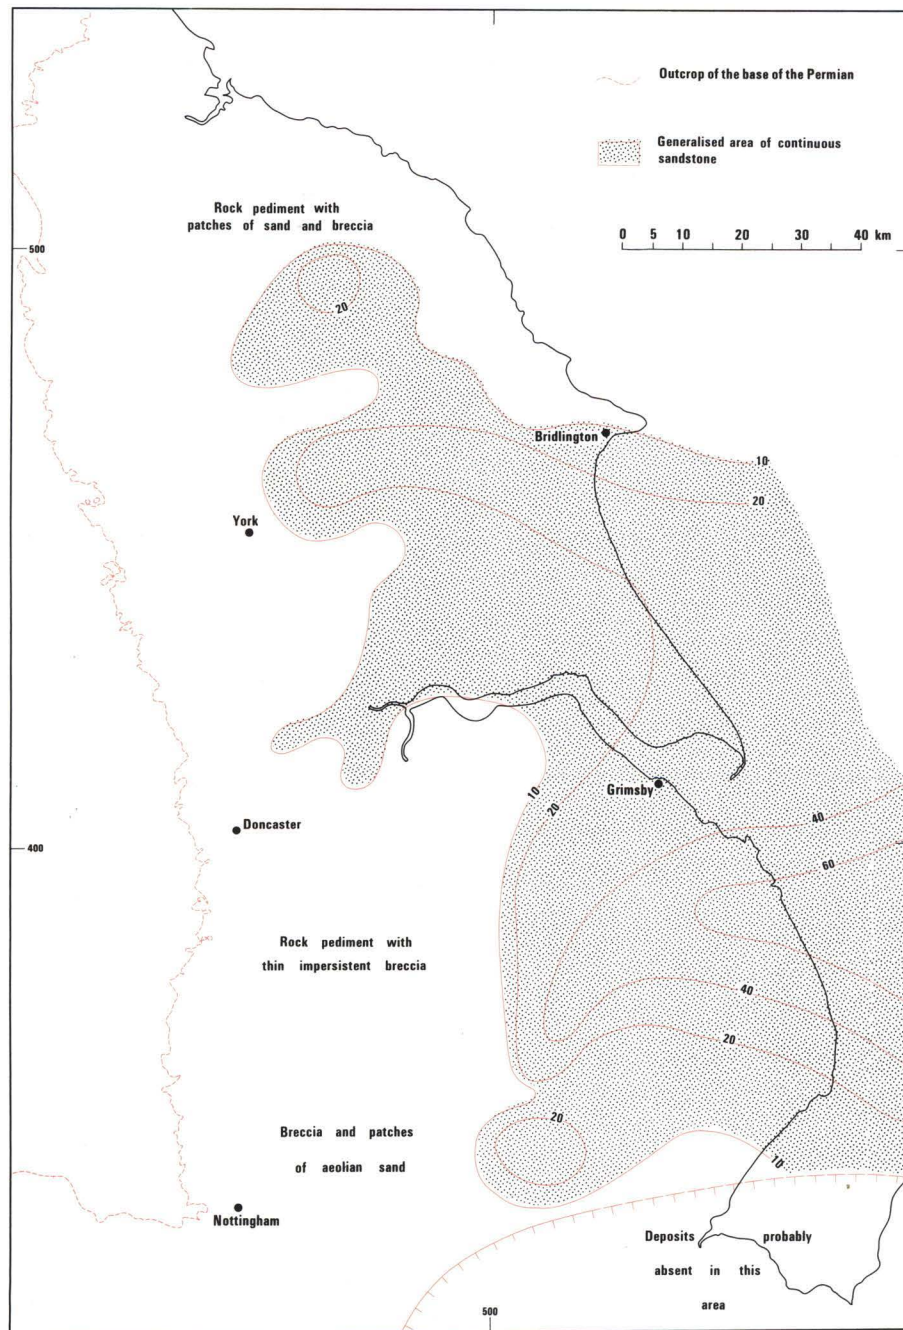 Outcrop of the base of the Permian
Generalised area of continuous
sandstone
0 5 10 20 30 40 km
Rock pediment with
patches of sand and breccia
500
20
Bridlington
10
20
York
Grimsby
10
20
40
Doncaster
400
60
Rock pediment with
thin impersistent breccia
40
20
20
Breccia and patches
of aeolian sand
10
Nottingham
Deposits probably
absent in this
area
500